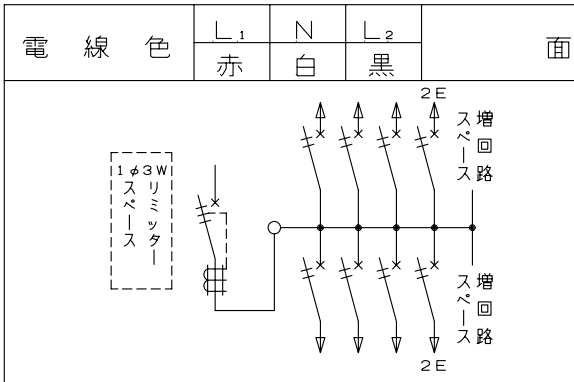 電線色 L1 N L2 面
赤 白 黒
2E
増回路
スペース
1φ3W
リミッター
スペース
増回路
スペース
2E